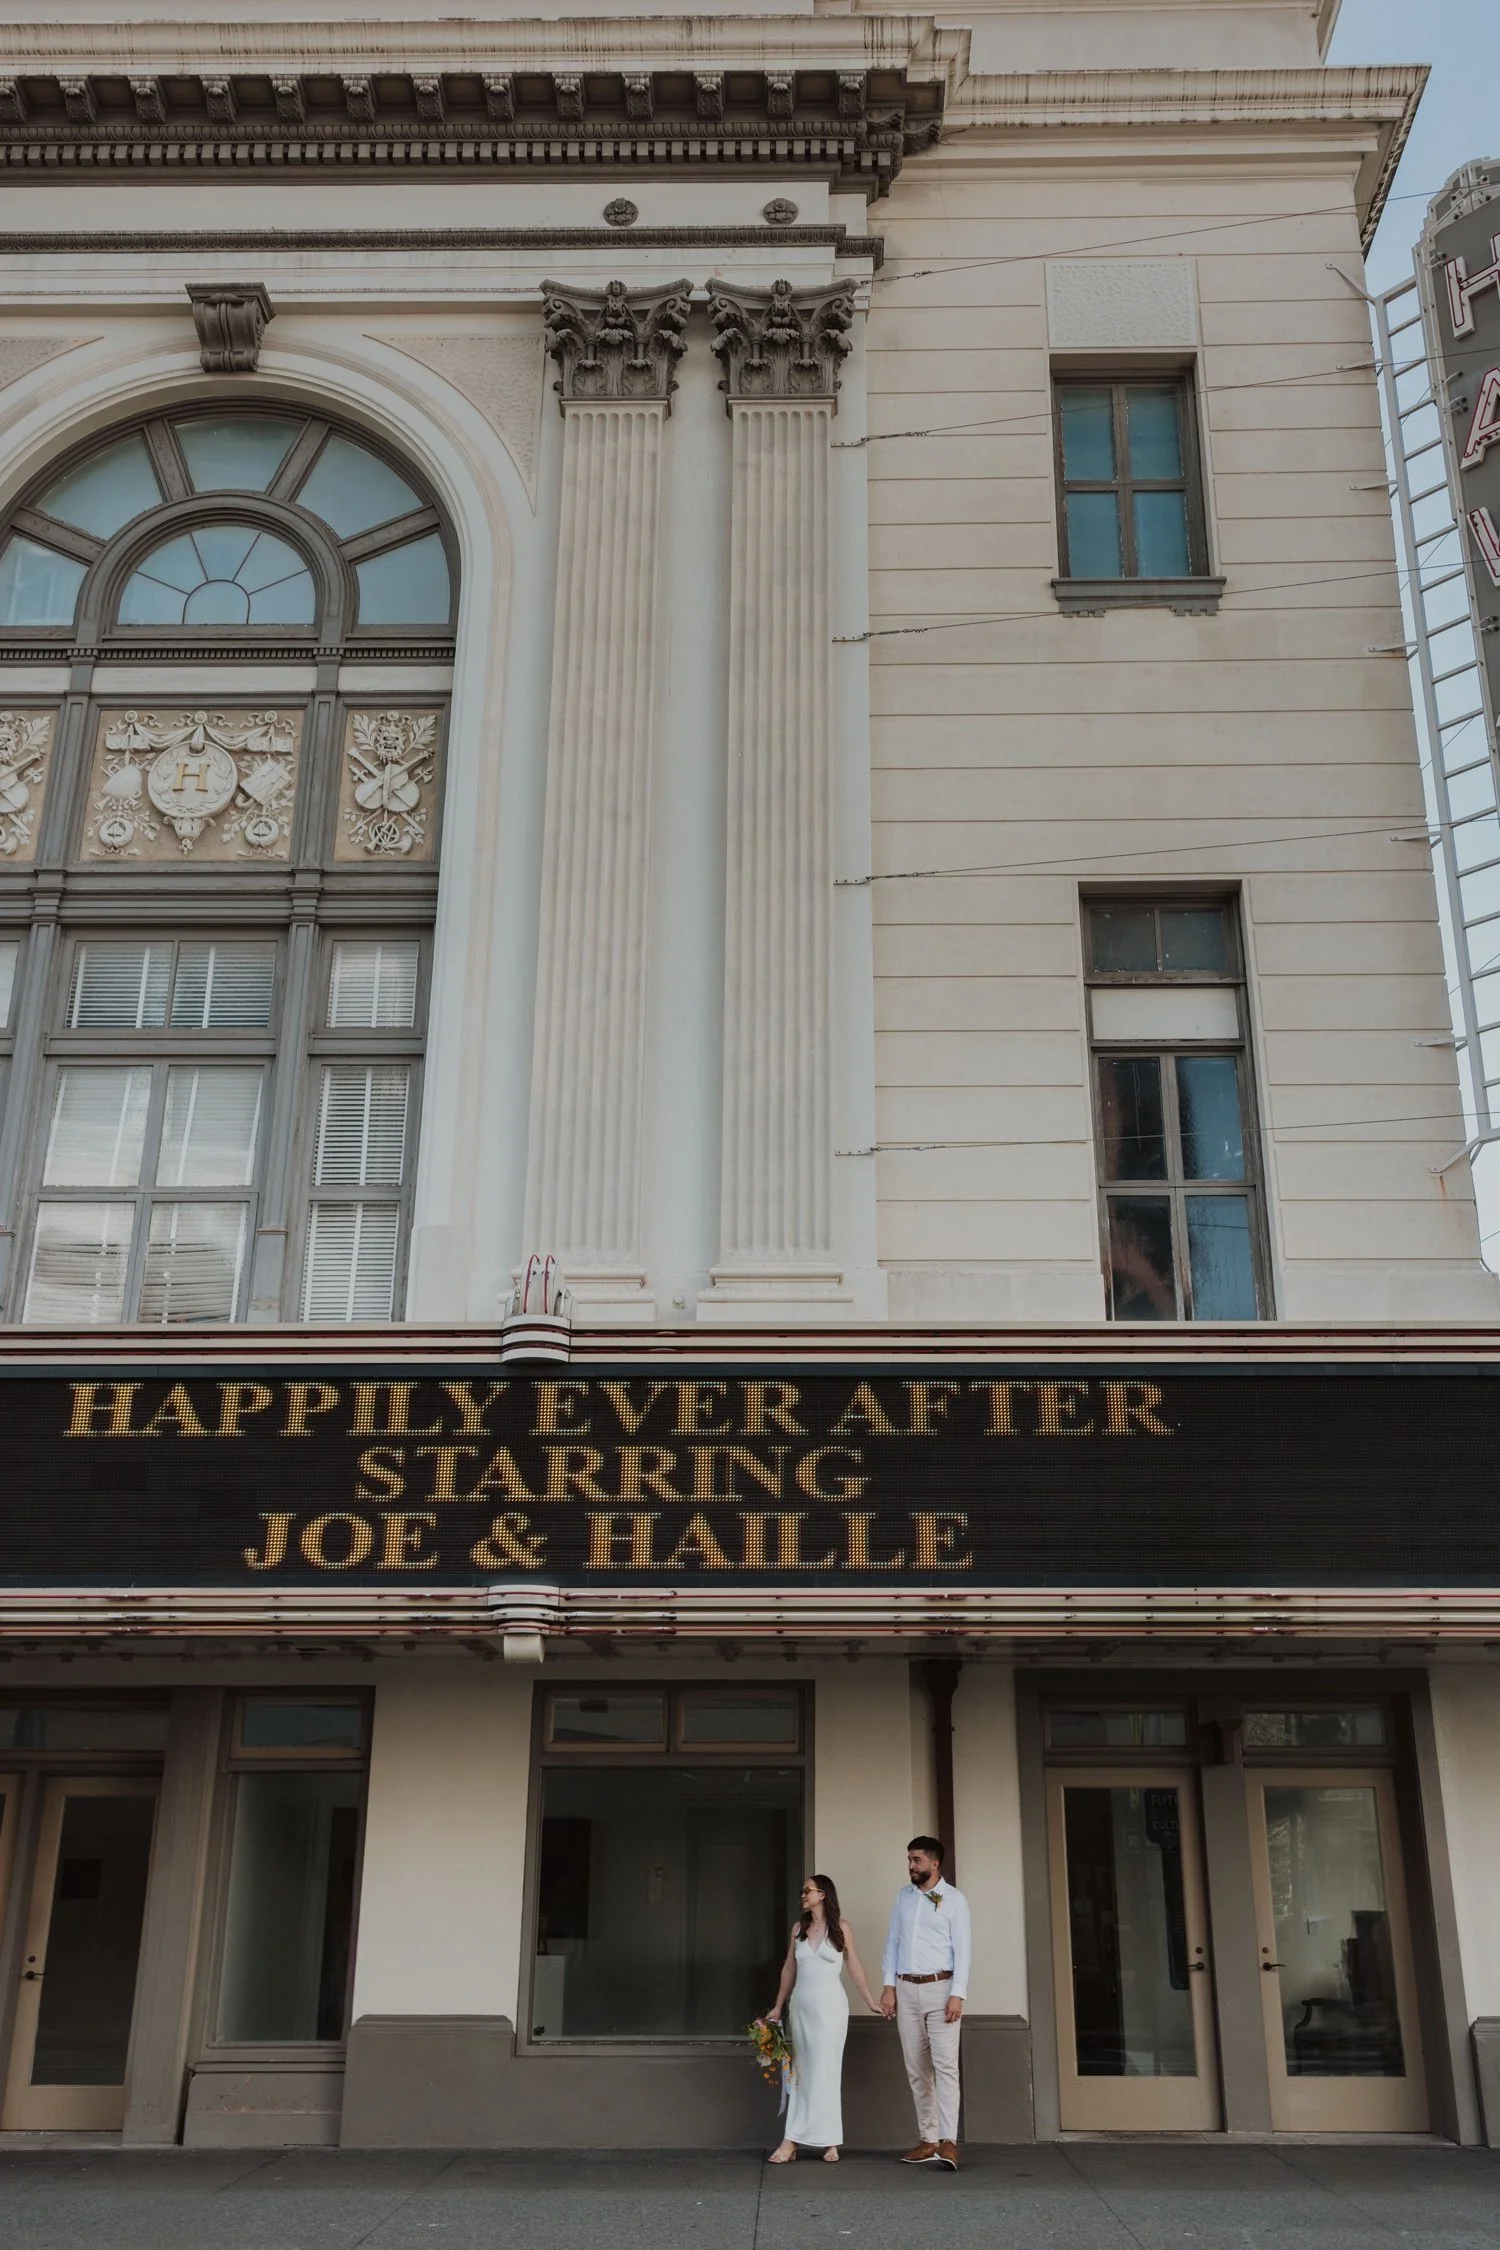 HAPPILY EVER AFTER
STARRING
JOE & HAILLE
H
H
A
W